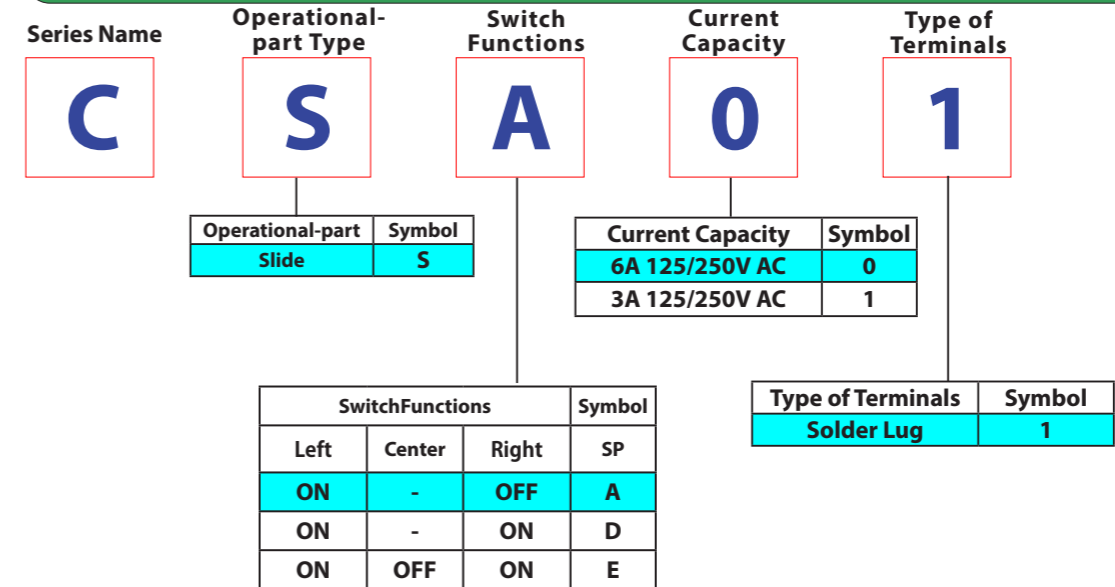 Series Name
Operational-
part Type
Switch
Functions
Current
Capacity
Type of
Terminals
C S A 0 1
Operational-part Symbol
Slide S
Current Capacity Symbol
6A 125/250V AC 0
3A 125/250V AC 1
SwitchFunctions Symbol
Left Center Right SP
ON - OFF A
ON - ON D
ON OFF ON E
Type of Terminals Symbol
Solder Lug 1